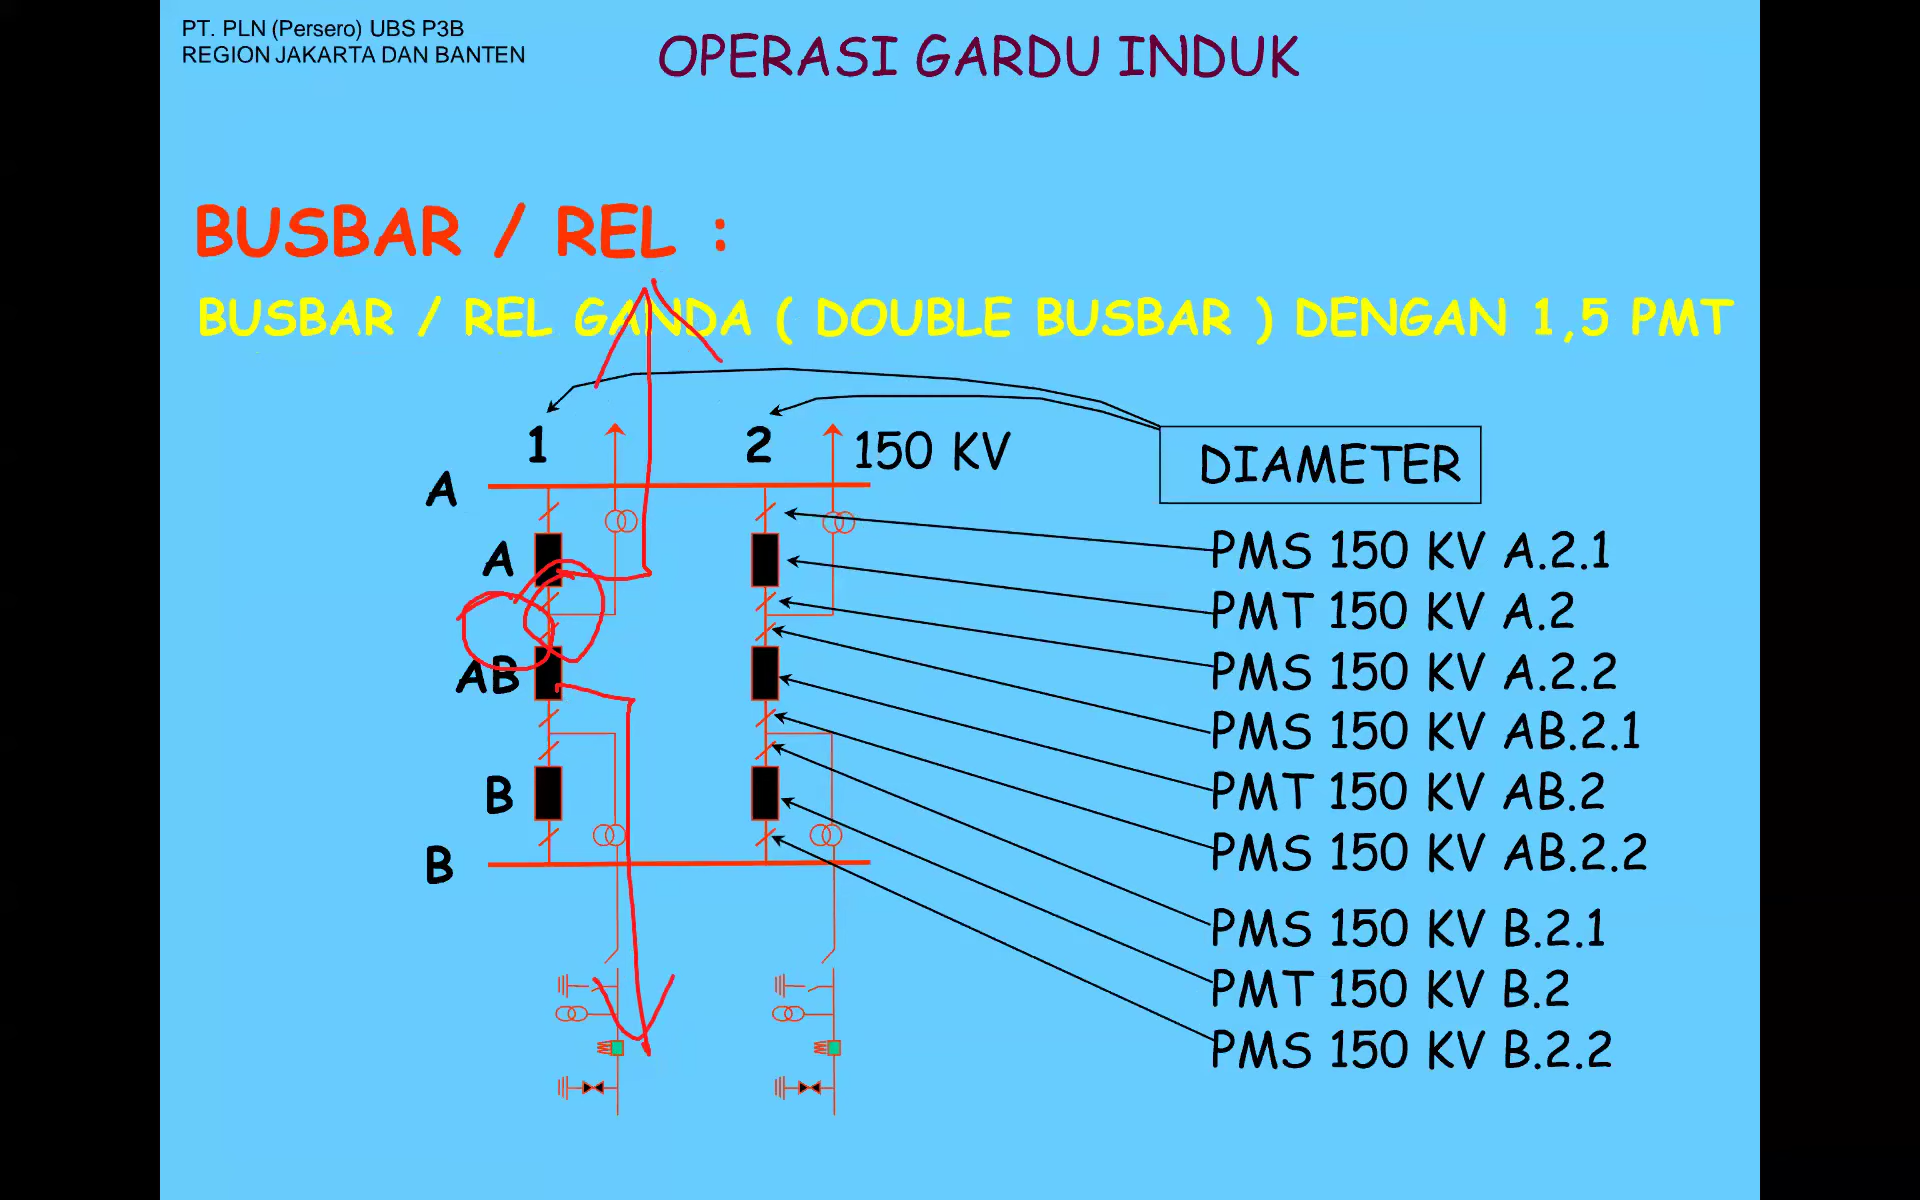 PT. PLN (Persero) UBS P3B
REGION JAKARTA DAN BANTEN
OPERASI GARDU INDUK
BUSBAR / REL :
BUSBAR / REL GANDA ( DOUBLE BUSBAR ) DENGAN 1,5 PMT
1
2
150 KV
DIAMETER
A
A
AB
B
B
PMS 150 KV A.2.1
PMT 150 KV A.2
PMS 150 KV A.2.2
PMS 150 KV AB.2.1
PMT 150 KV AB.2
PMS 150 KV AB.2.2
PMS 150 KV B.2.1
PMT 150 KV B.2
PMS 150 KV B.2.2